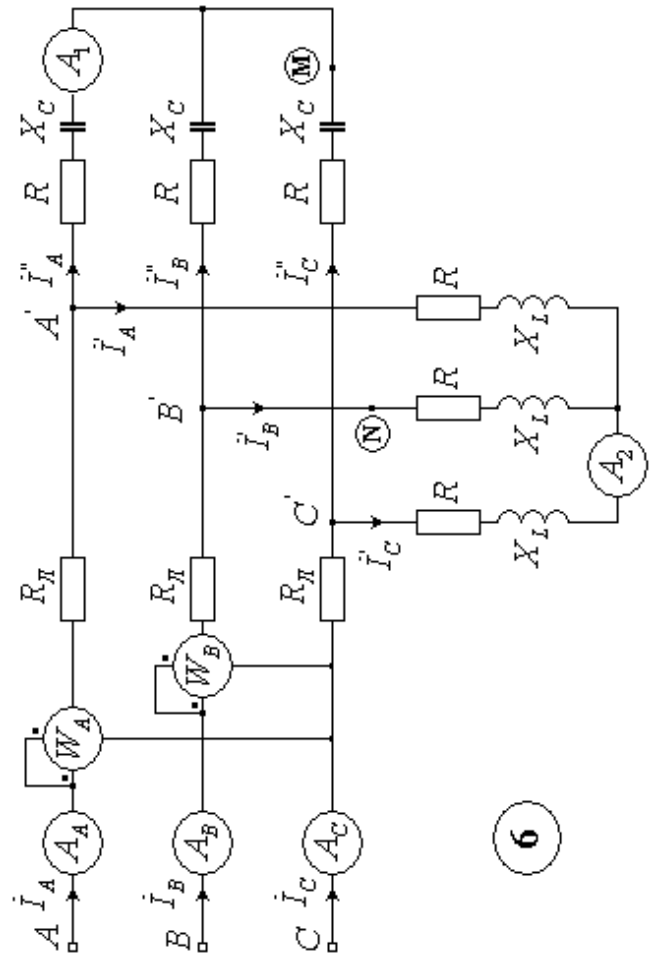 A İ_A A_A W_A R_Л A' İ''_A R X_C A_1
İ'_A
B İ_B A_B W_B R_Л B' İ''_B R X_C
İ'_B
M
C İ_C A_C R_Л C' İ''_C R X_C
N
İ'_C
R R R
X_L X_L X_L
6
A_2